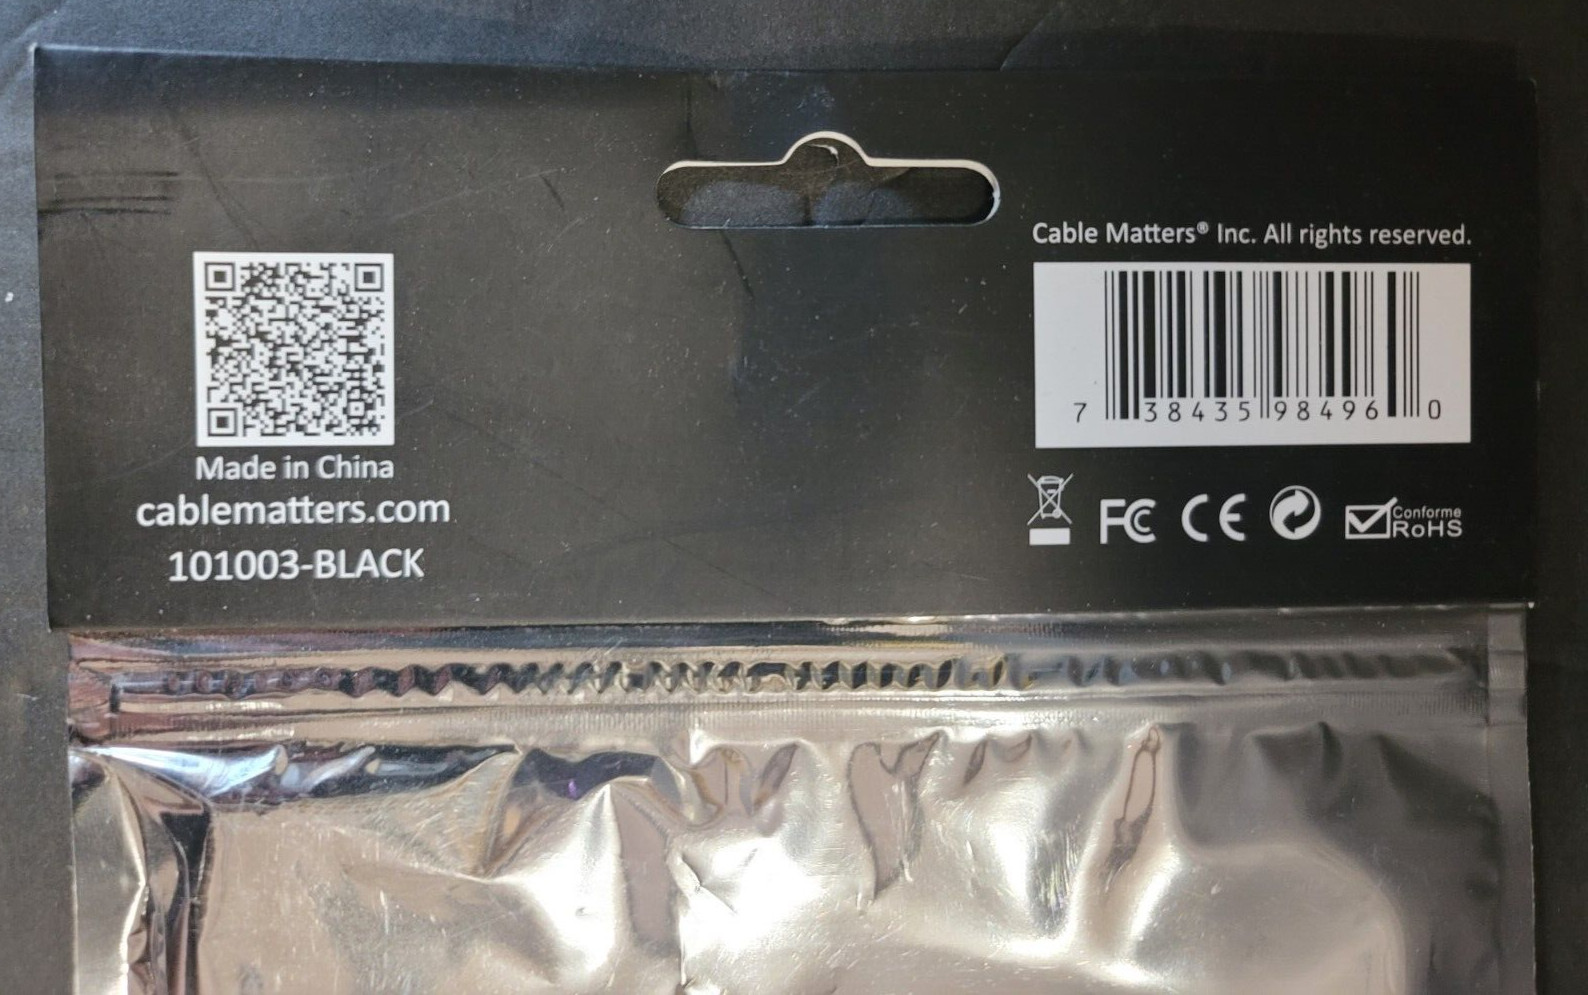 Cable Matters® Inc. All rights reserved.
7 38435 98496 0
Made in China
cablematters.com
101003-BLACK
FC CE
Conforme
RoHS